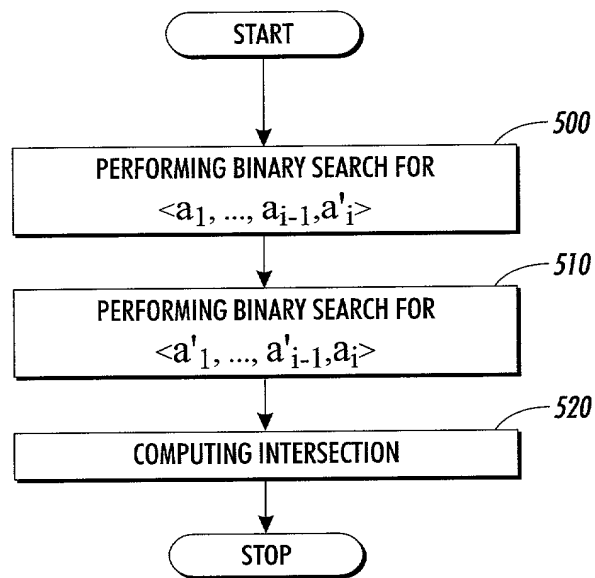 START
500
PERFORMING BINARY SEARCH FOR
<a₁, ..., aᵢ₋₁,a'ᵢ>
510
PERFORMING BINARY SEARCH FOR
<a'₁, ..., a'ᵢ₋₁,aᵢ>
520
COMPUTING INTERSECTION
STOP